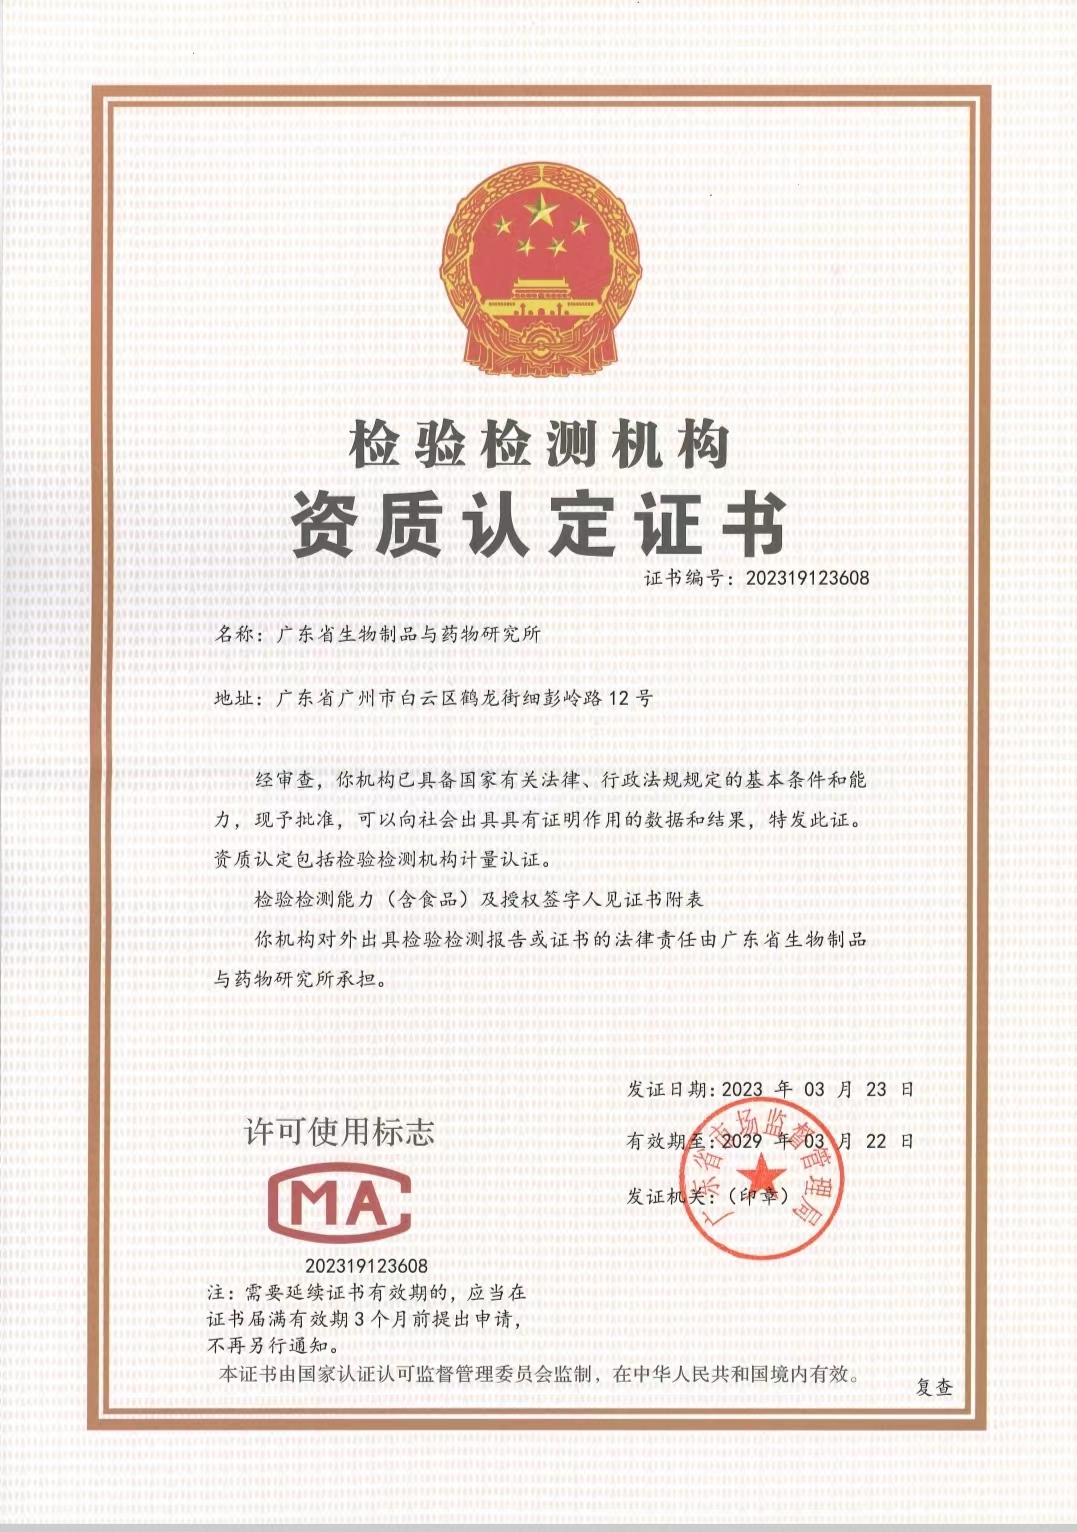 检验检测机构
资质认定证书
证书编号：202319123608
名称：广东省生物制品与药物研究所
地址：广东省广州市白云区鹤龙街细彭岭路12号
经审查，你机构已具备国家有关法律、行政法规规定的基本条件和能
力，现予批准，可以向社会出具具有证明作用的数据和结果，特发此证。
资质认定包括检验检测机构计量认证。
检验检测能力（含食品）及授权签字人见证书附表
你机构对外出具检验检测报告或证书的法律责任由广东省生物制品
与药物研究所承担。
发证日期：2023 年 03 月 23 日
有效期至：2029 年 03 月 22 日
发证机关：（印章）
广东省市场监督管理局
许可使用标志
MA
202319123608
注：需要延续证书有效期的，应当在
证书届满有效期3个月前提出申请，
不再另行通知。
本证书由国家认证认可监督管理委员会监制，在中华人民共和国境内有效。
复查